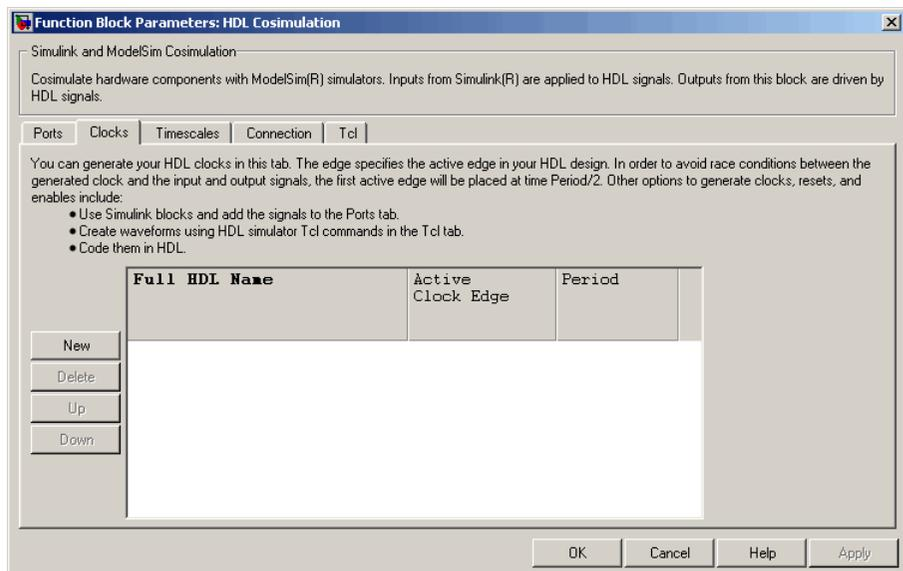 Function Block Parameters: HDL Cosimulation
Simulink and ModelSim Cosimulation
Cosimulate hardware components with ModelSim(R) simulators. Inputs from Simulink(R) are applied to HDL signals. Outputs from this block are driven by
HDL signals.
Ports Clocks Timescales Connection Tcl
You can generate your HDL clocks in this tab. The edge specifies the active edge in your HDL design. In order to avoid race conditions between the
generated clock and the input and output signals, the first active edge will be placed at time Period/2. Other options to generate clocks, resets, and
enables include:
• Use Simulink blocks and add the signals to the Ports tab.
• Create waveforms using HDL simulator Tcl commands in the Tcl tab.
• Code them in HDL.
Full HDL Name Active Period
Clock Edge
New
Delete
Up
Down
OK Cancel Help Apply